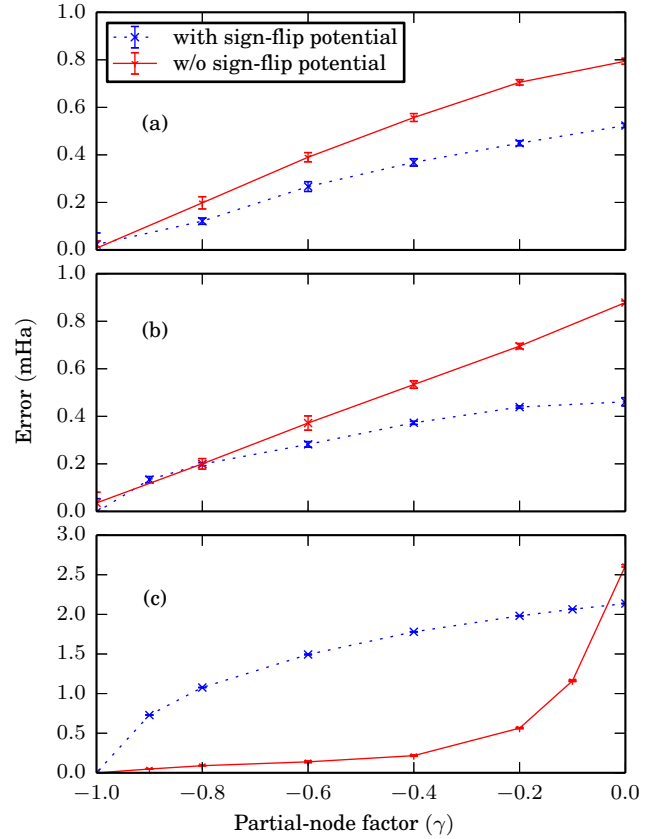 1.0
with sign-flip potential
w/o sign-flip potential
0.8
(a)
0.6
0.4
0.2
0.0
1.0
0.8
(b)
0.6
0.4
0.2
0.0
Error (mHa)
3.0
2.5
(c)
2.0
1.5
1.0
0.5
0.0
−1.0 −0.8 −0.6 −0.4 −0.2 0.0
Partial-node factor (γ)